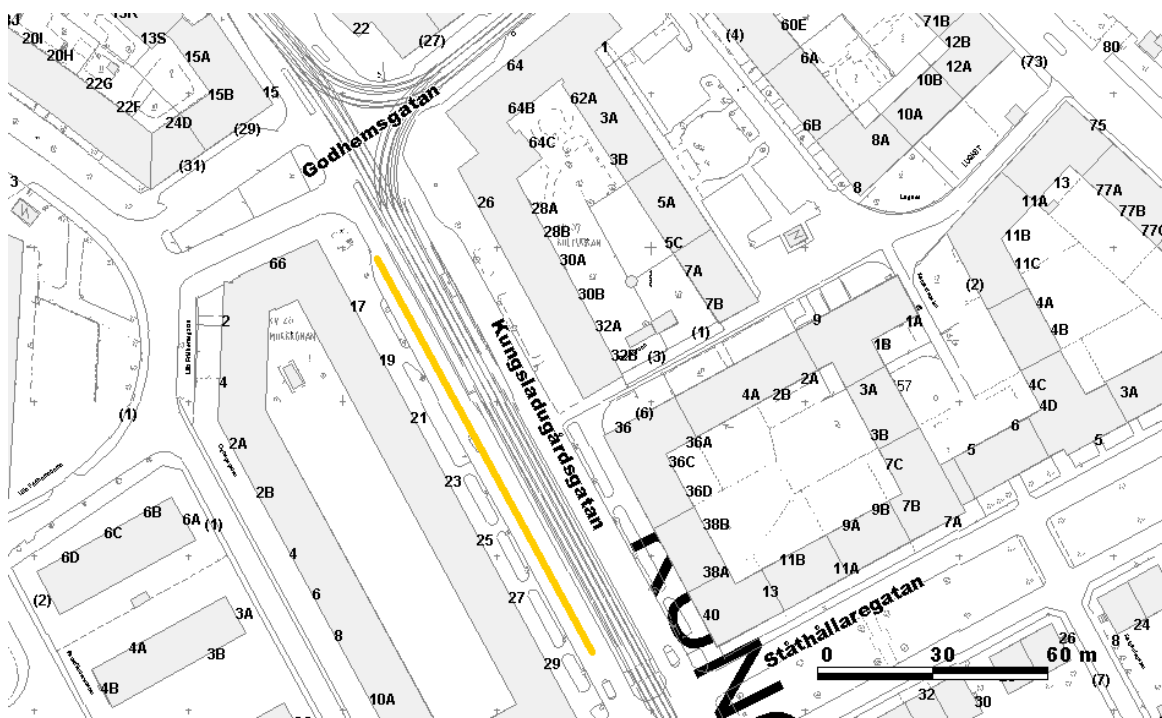 20I
13S
15A
22
(27)
1
(4)
60E
71B
12B
80
20H
22G
22F
15B
15
64
62A
64B
3A
6A
10B
12A
(73)
24D
(29)
(31)
Godhemsgatan
64C
3B
6B
10A
8A
75
3
26
28A
28B
30A
30B
32A
32B
5A
5C
7A
7B
8
11A
13
77A
77B
77C
11B
11C
(2)
4A
4B
66
17
2
19
4
21
Kungsladugårdsgatan
(3)
(1)
9
1A
1B
57
3A
2A
2B
4A
(6)
36
36A
36C
36D
38B
38A
40
3B
7C
7B
9B
9A
7A
11B
11A
13
4C
4D
6
5
3A
5
(1)
2A
2B
23
25
27
29
4
6
8
10A
6B
6A
(1)
6C
6D
(2)
3A
4A
3B
4B
Ståthållaregatan
0 30 60 m
26
24
8
(7)
32
30